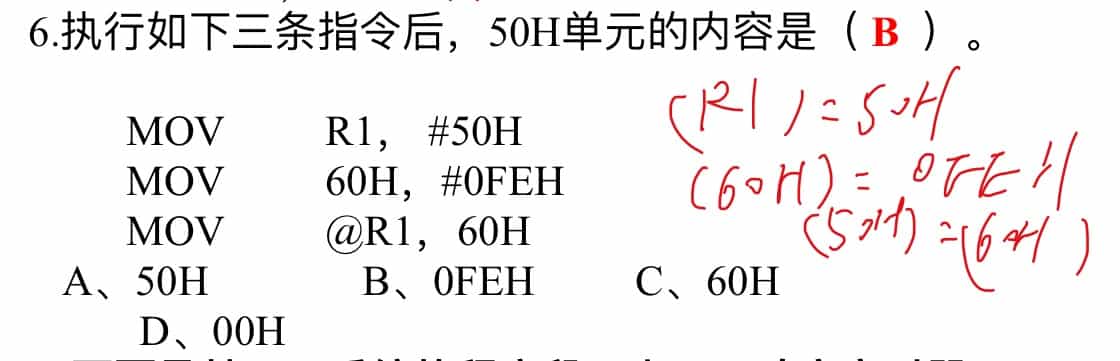 6.执行如下三条指令后，50H单元的内容是（ B ）。
(R1)=50H
MOV R1， #50H
MOV 60H，#0FEH
(60H)= 0FEH
MOV @R1，60H
(50H)=(60H)
A、50H B、0FEH C、60H
D、00H